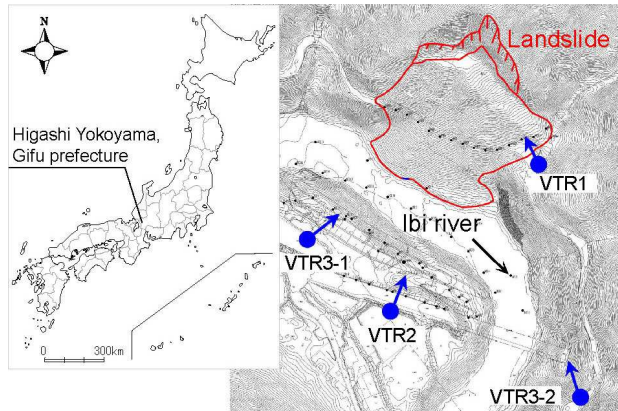 N
Higashi Yokoyama,
Gifu prefecture
0 300km
Landslide
VTR1
Ibi river
VTR3-1
VTR2
VTR3-2